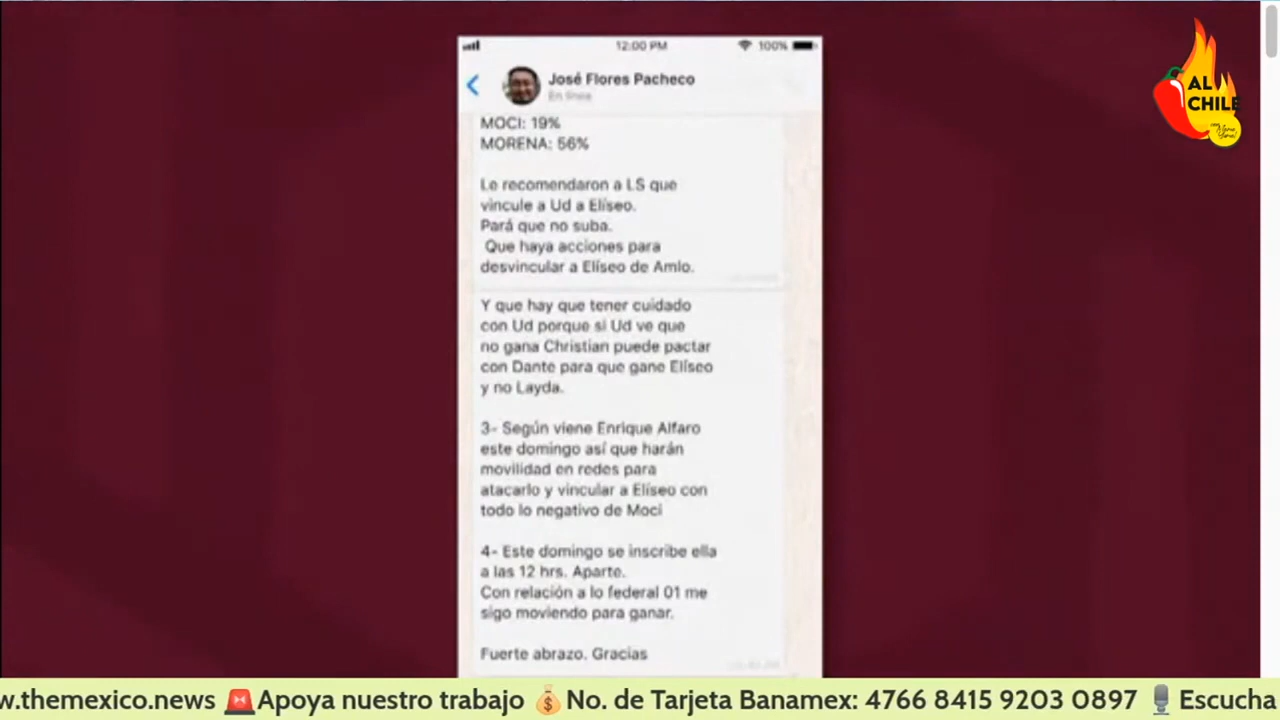 12:00 PM
100%
José Flores Pacheco
En línea
MOCI: 19%
MORENA: 56%
Le recomendaron a LS que
vincule a Ud a Elíseo.
Pará que no suba.
Que haya acciones para
desvincular a Elíseo de Amlo.
Y que hay que tener cuidado
con Ud porque si Ud ve que
no gana Christian puede pactar
con Dante para que gane Elíseo
y no Layda.
3- Según viene Enrique Alfaro
este domingo así que harán
movilidad en redes para
atacarlo y vincular a Elíseo con
todo lo negativo de Moci
4- Este domingo se inscribe ella
a las 12 hrs. Aparte.
Con relación a lo federal 01 me
sigo moviendo para ganar.
Fuerte abrazo. Gracias
AL
CHILE
w.themexico.news 🚨Apoya nuestro trabajo 💰No. de Tarjeta Banamex: 4766 8415 9203 0897 🎙️Escucha